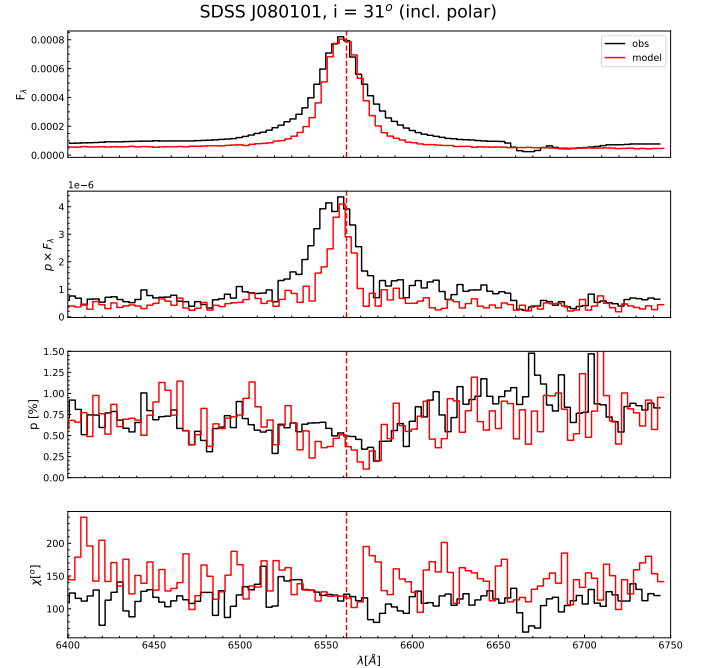 SDSS J080101, i = 31° (incl. polar)
obs
model
F_λ
0.0008
0.0006
0.0004
0.0002
0.0000
1e−6
p × F_λ
4
3
2
1
0
p [%]
1.50
1.25
1.00
0.75
0.50
0.25
0.00
χ[°]
200
150
100
6400 6450 6500 6550 6600 6650 6700 6750
λ[Å]